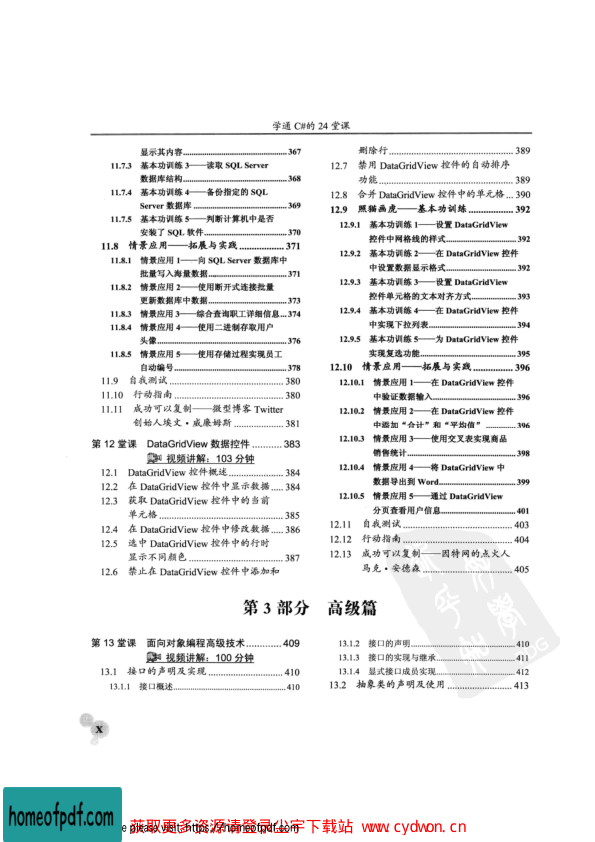 学通 C#的 24 堂课
显示其内容..................367
11.7.3 基本功训练 3——读取 SQL Server
数据库结构..................368
11.7.4 基本功训练 4——备份指定的 SQL
Server 数据库..................369
11.7.5 基本功训练 5——判断计算机中是否
安装了 SQL 软件..................370
11.8 情景应用——拓展与实践..................371
11.8.1 情景应用 1——向 SQL Server 数据库中
批量写入海量数据..................371
11.8.2 情景应用 2——使用断开式连接批量
更新数据库中数据..................373
11.8.3 情景应用 3——综合查询职工详细信息...374
11.8.4 情景应用 4——使用二进制存取用户
头像..................376
11.8.5 情景应用 5——使用存储过程实现员工
自动编号..................378
11.9 自我测试..................380
11.10 行动指南..................380
11.11 成功可以复制——微型博客 Twitter
创始人埃文·威廉姆斯..................381
第 12 堂课 DataGridView 数据控件..........383
视频讲解：103 分钟
12.1 DataGridView 控件概述..................384
12.2 在 DataGridView 控件中显示数据.....384
12.3 获取 DataGridView 控件中的当前
单元格..................385
12.4 在 DataGridView 控件中修改数据.....386
12.5 选中 DataGridView 控件中的行时
显示不同颜色..................387
12.6 禁止在 DataGridView 控件中添加和
删除行..................389
12.7 禁用 DataGridView 控件的自动排序
功能..................389
12.8 合并 DataGridView 控件中的单元格...390
12.9 照猫画虎——基本功训练..................392
12.9.1 基本功训练 1——设置 DataGridView
控件中网格线的样式..................392
12.9.2 基本功训练 2——在 DataGridView 控件
中设置数据显示格式..................392
12.9.3 基本功训练 3——设置 DataGridView
控件单元格的文本对齐方式..................393
12.9.4 基本功训练 4——在 DataGridView 控件
中实现下拉列表..................394
12.9.5 基本功训练 5——为 DataGridView 控件
实现复选功能..................395
12.10 情景应用——拓展与实践..................396
12.10.1 情景应用 1——在 DataGridView 控件
中验证数据输入..................396
12.10.2 情景应用 2——在 DataGridView 控件
中添加“合计”和“平均值”..................396
12.10.3 情景应用 3——使用交叉表实现商品
销售统计..................398
12.10.4 情景应用 4——将 DataGridView 中
数据导出到 Word..................399
12.10.5 情景应用 5——通过 DataGridView
分页查看用户信息..................401
12.11 自我测试..................403
12.12 行动指南..................404
12.13 成功可以复制——因特网的点火人
马克·安德森..................405
第 3 部分 高级篇
第 13 堂课 面向对象编程高级技术............409
视频讲解：100 分钟
13.1 接口的声明及实现..................410
13.1.1 接口概述..................410
13.1.2 接口的声明..................410
13.1.3 接口的实现与继承..................411
13.1.4 显式接口成员实现..................412
13.2 抽象类的声明及使用..................413
X
homeofpdf.com
please visit: https://homeofpdf.com
获取更多资源请登录公宇下载站 www.cydwon.cn